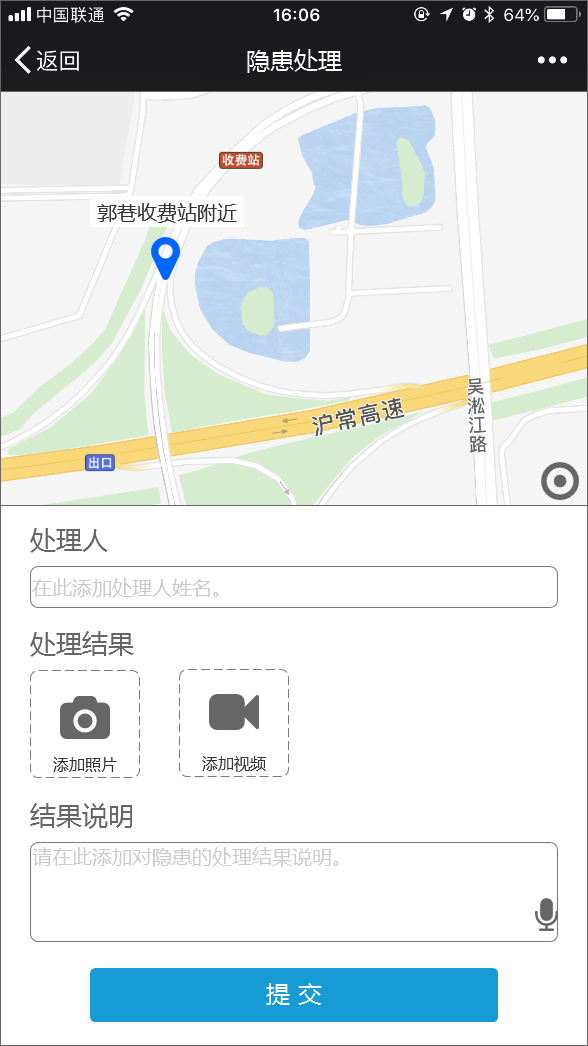 中国联通 16:06 64%
返回 隐患处理
收费站
郭巷收费站附近
沪常高速
吴淞江路
出口
处理人
在此添加处理人姓名。
处理结果
添加照片 添加视频
结果说明
请在此添加对隐患的处理结果说明。
提交